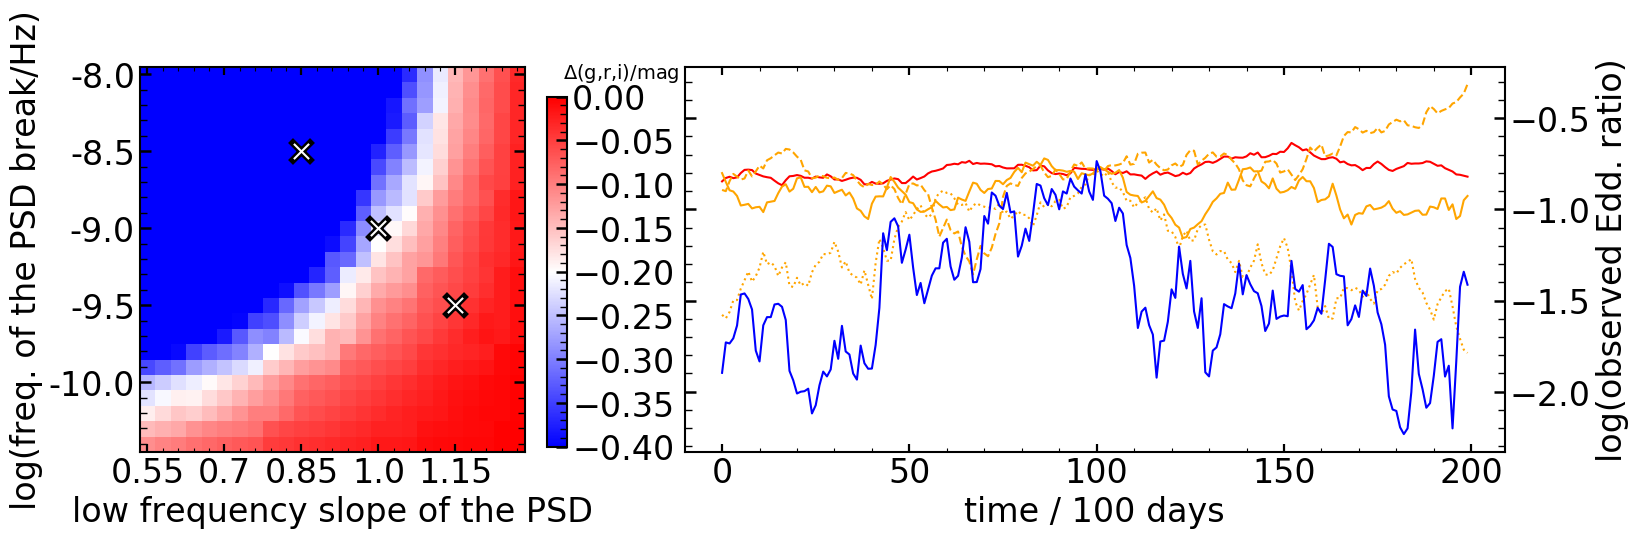 log(freq. of the PSD break/Hz)
-8.0
-8.5
-9.0
-9.5
-10.0
0.55 0.7 0.85 1.0 1.15
low frequency slope of the PSD
Δ(g,r,i)/mag
0.00
−0.05
−0.10
−0.15
−0.20
−0.25
−0.30
−0.35
−0.40
0 50 100 150 200
time / 100 days
−0.5
−1.0
−1.5
−2.0
log(observed Edd. ratio)